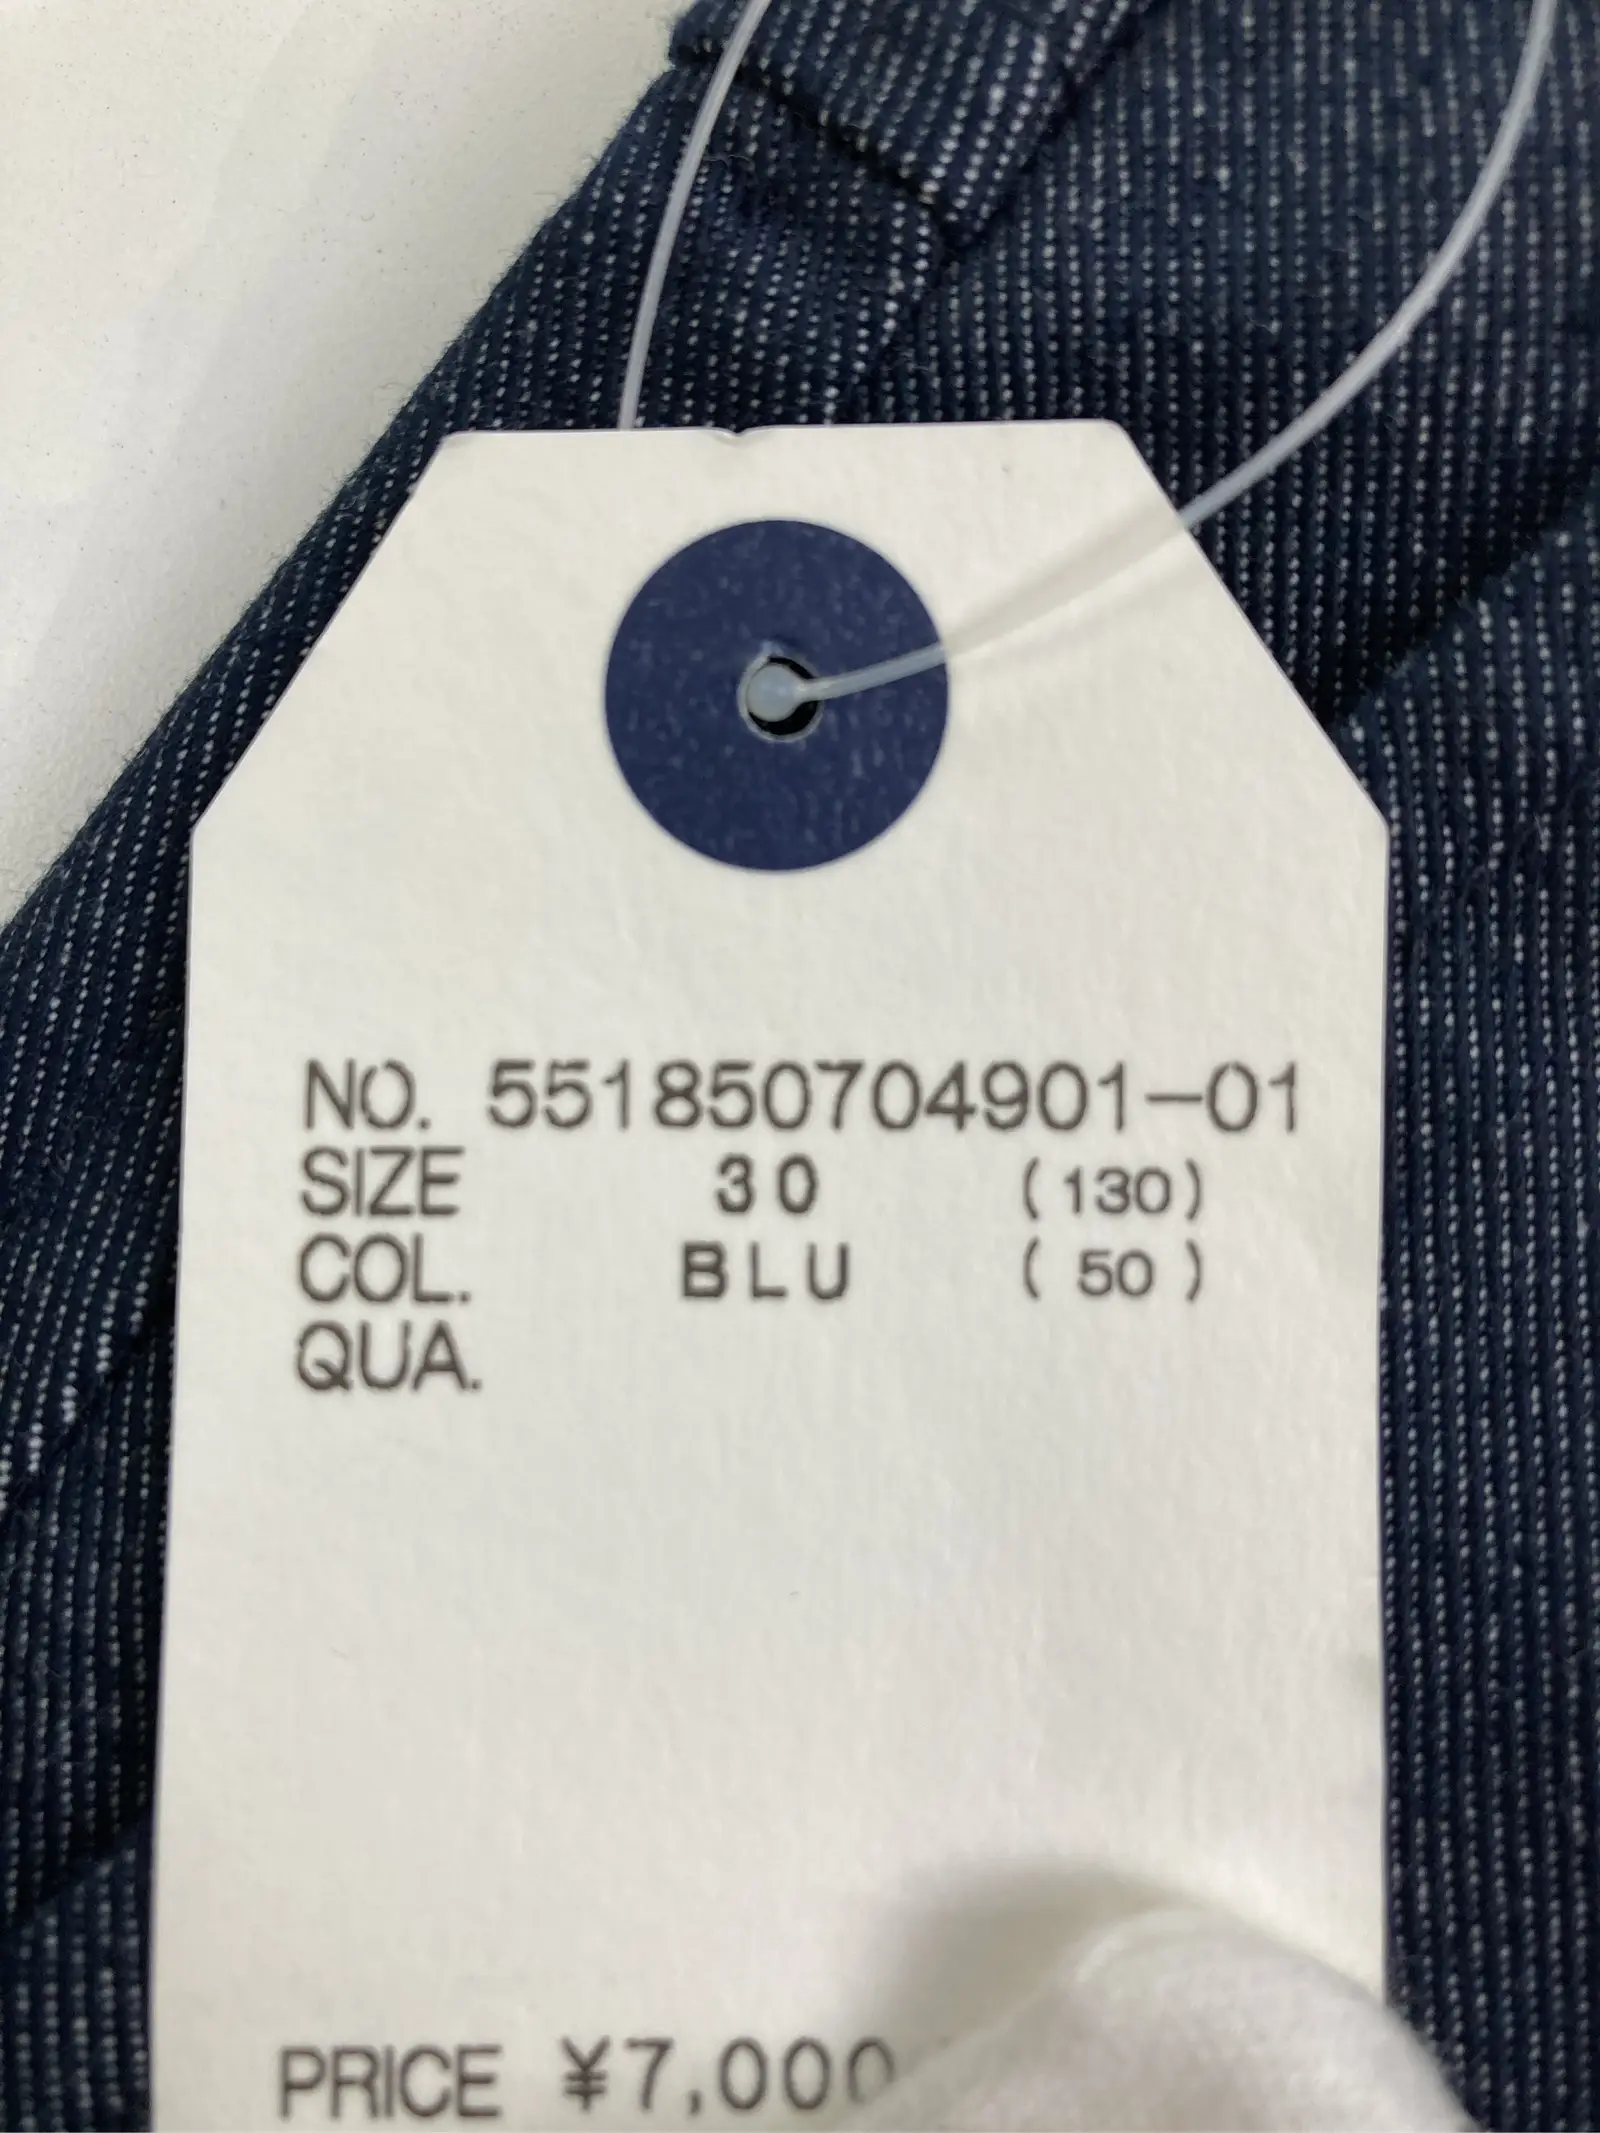 NO. 551850704901-01
SIZE 30 (130)
COL. BLU (50)
QUA.
PRICE ¥7,000